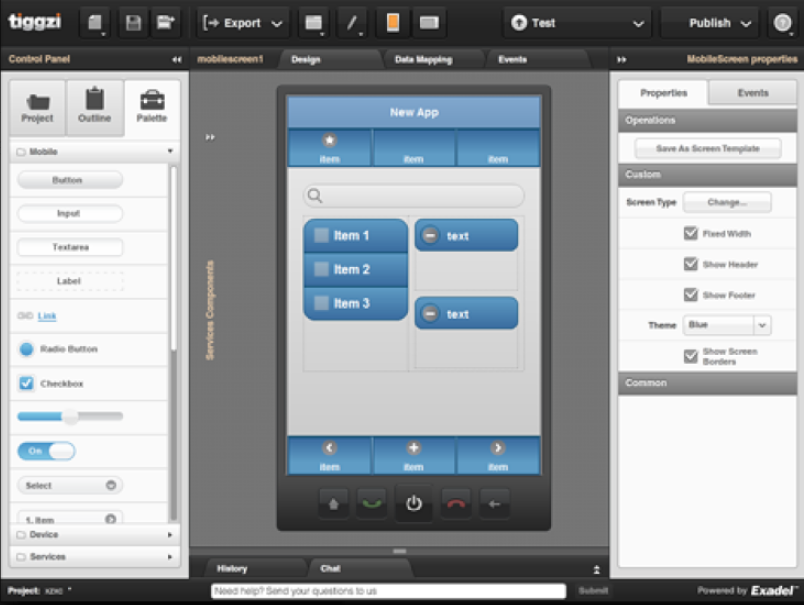 tiggzi
Export
Test
Publish
Control Panel
mobilescreen1
Design
Data Mapping
Events
MobileScreen properties
Project
Outline
Palette
Mobile
Button
Input
Textarea
Label
Link
Radio Button
Checkbox
On
Select
1. Item
Device
Services
Services Components
New App
item
item
item
Item 1
Item 2
Item 3
text
text
item
item
item
Properties
Events
Operations
Save As Screen Template
Custom
Screen Type
Change...
Fixed Width
Show Header
Show Footer
Theme
Blue
Show Screen
Borders
Common
History
Chat
Project: xzxc *
Need help? Send your questions to us
Submit
Powered by Exadel